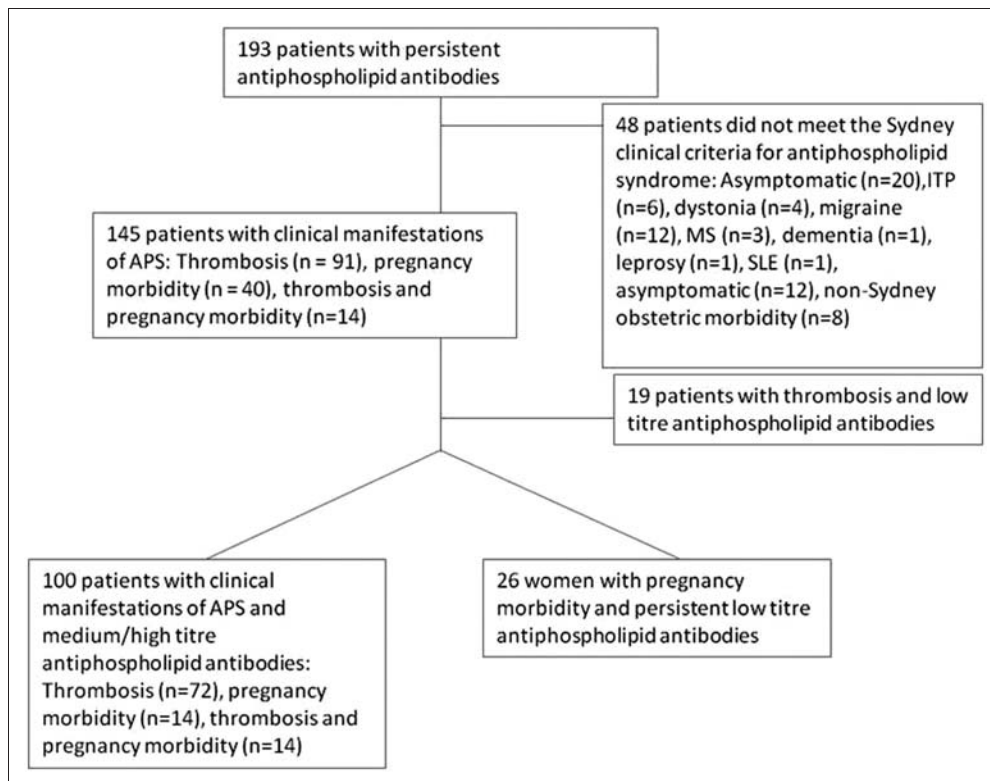 193 patients with persistent
antiphospholipid antibodies
48 patients did not meet the Sydney
clinical criteria for antiphospholipid
syndrome: Asymptomatic (n=20),ITP
(n=6), dystonia (n=4), migraine
(n=12), MS (n=3), dementia (n=1),
leprosy (n=1), SLE (n=1),
asymptomatic (n=12), non-Sydney
obstetric morbidity (n=8)
145 patients with clinical manifestations
of APS: Thrombosis (n = 91), pregnancy
morbidity (n = 40), thrombosis and
pregnancy morbidity (n=14)
19 patients with thrombosis and low
titre antiphospholipid antibodies
100 patients with clinical
manifestations of APS and
medium/high titre
antiphospholipid antibodies:
Thrombosis (n=72), pregnancy
morbidity (n=14), thrombosis and
pregnancy morbidity (n=14)
26 women with pregnancy
morbidity and persistent low titre
antiphospholipid antibodies